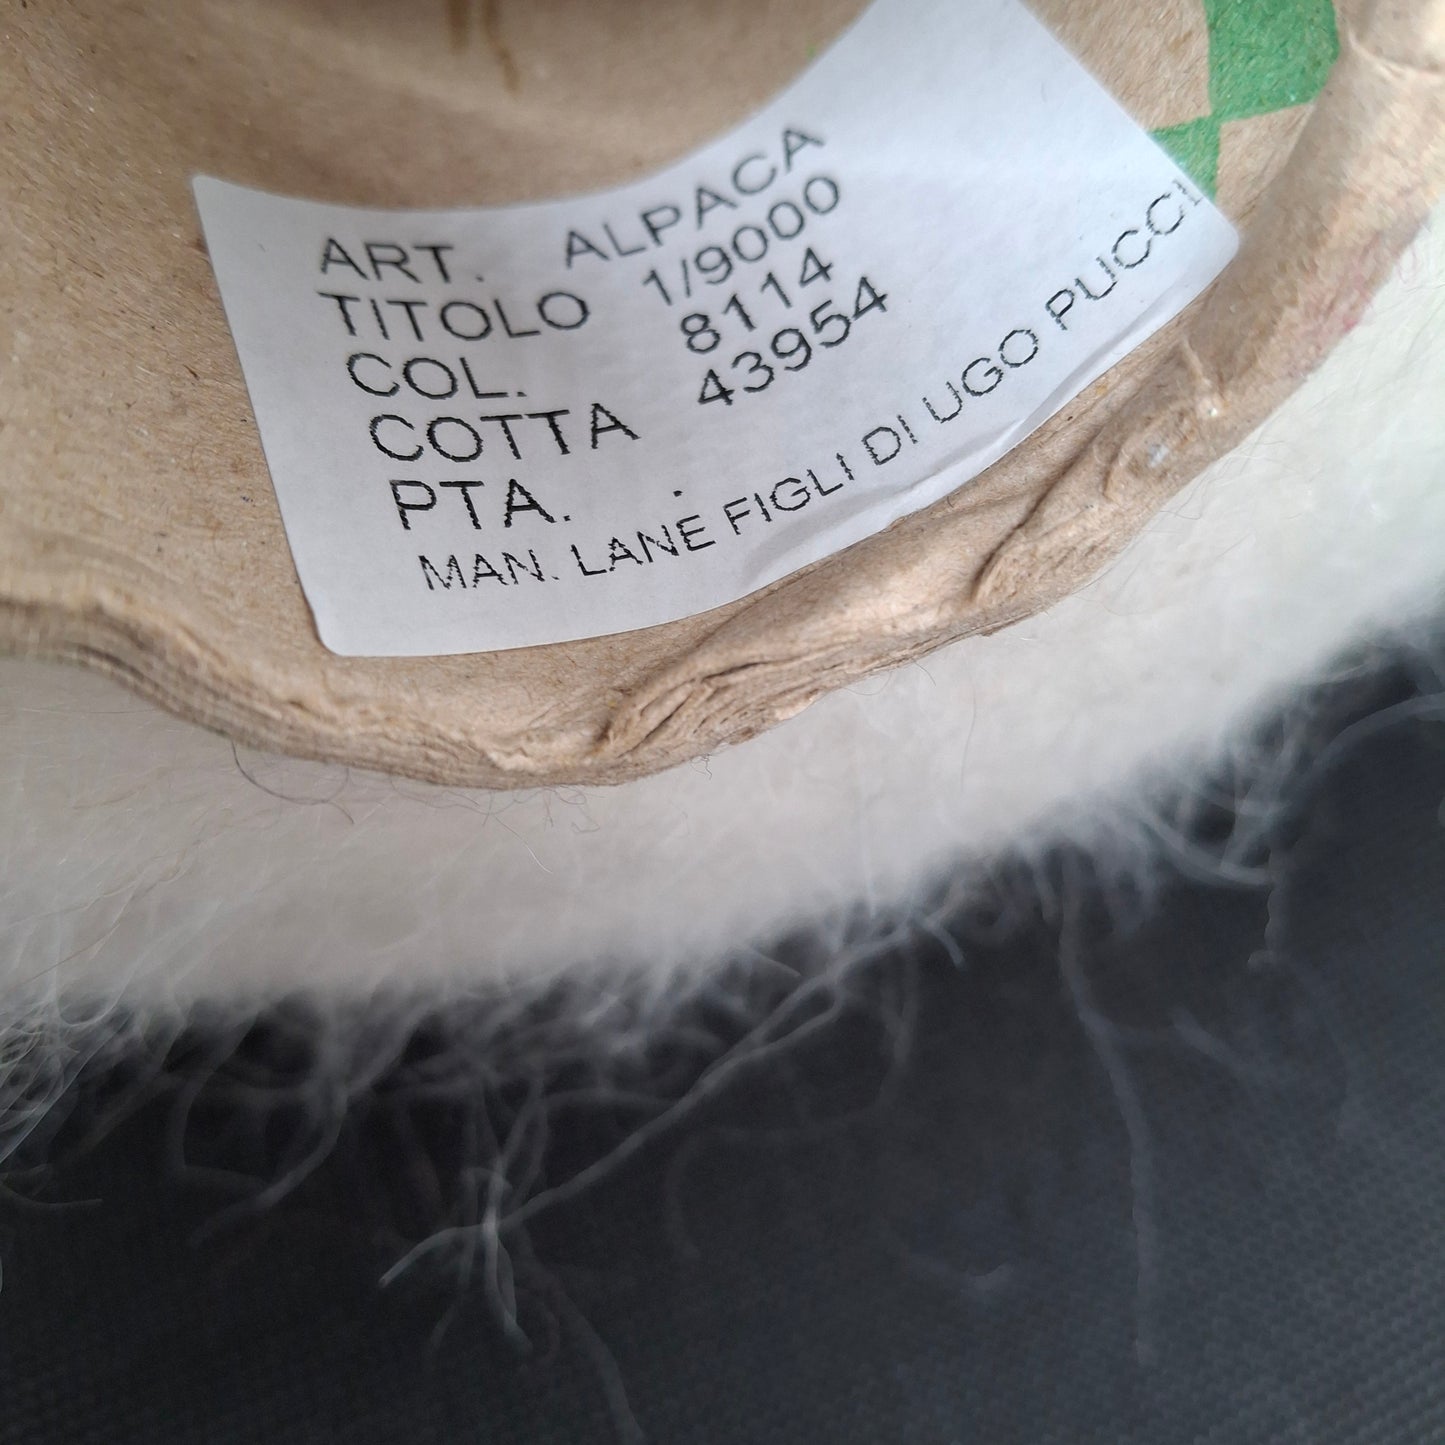 ART. ALPACA
TITOLO 1/9000
COL. 8114
COTTA 43954
PTA. .
MAN. LANE FIGLI DI UGO PUCCI